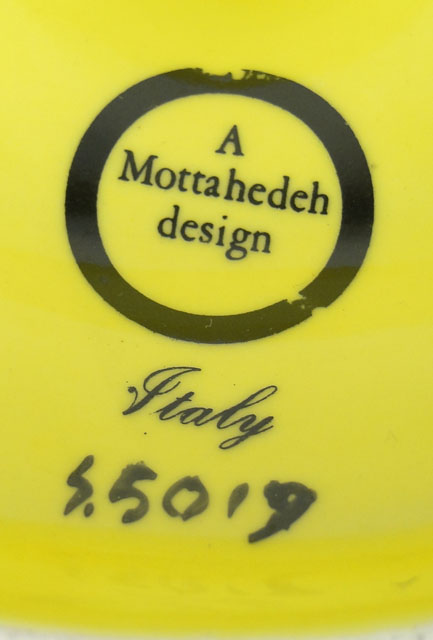 A
Mottahedeh
design
Italy
S.5019